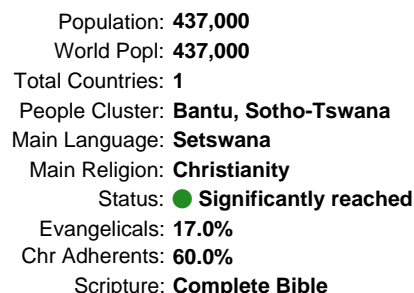 Population: 437,000
World Popl: 437,000
Total Countries: 1
People Cluster: Bantu, Sotho-Tswana
Main Language: Setswana
Main Religion: Christianity
Status: Significantly reached
Evangelicals: 17.0%
Chr Adherents: 60.0%
Scripture: Complete Bible